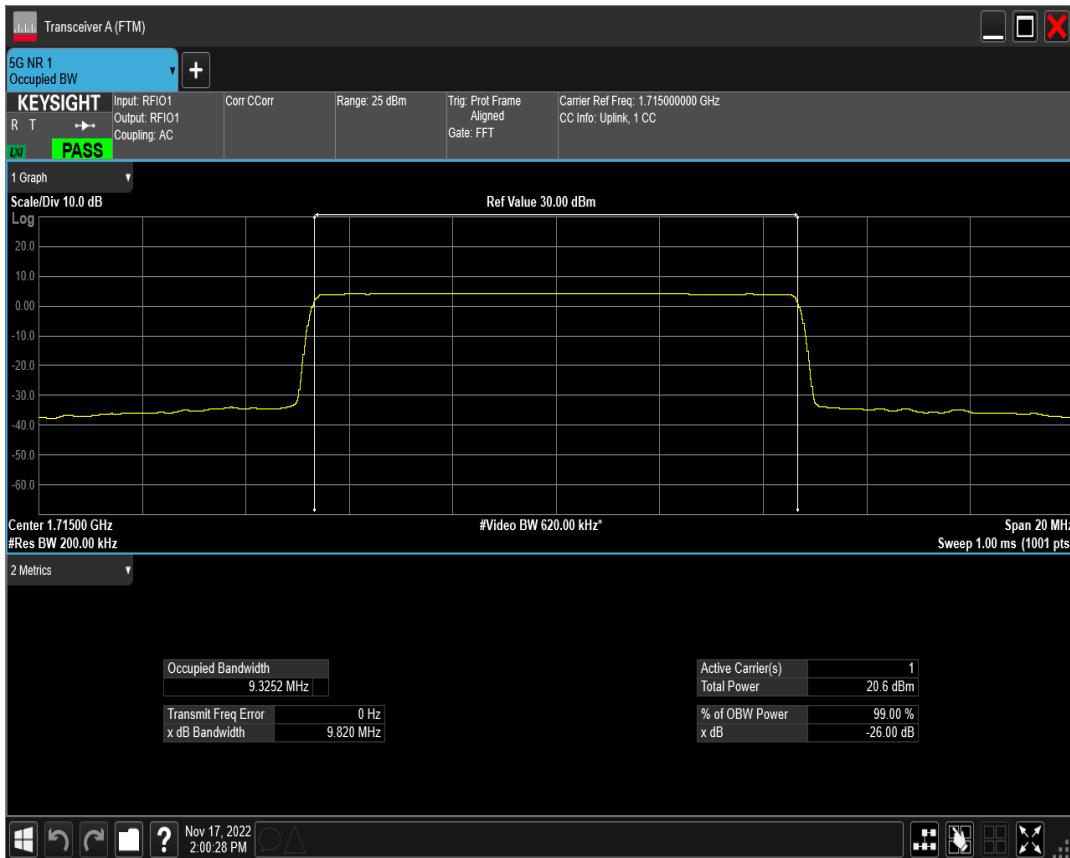 Transceiver A (FTM)
5G NR 1
Occupied BW
+
KEYSIGHT
R T
LXI
PASS
Input: RFIO1
Output: RFIO1
Coupling: AC
Corr CCorr
Range: 25 dBm
Trig: Prot Frame
Aligned
Gate: FFT
Carrier Ref Freq: 1.715000000 GHz
CC Info: Uplink, 1 CC
1 Graph
Scale/Div 10.0 dB
Ref Value 30.00 dBm
Log
20.0
10.0
0.00
-10.0
-20.0
-30.0
-40.0
-50.0
-60.0
Center 1.71500 GHz
#Video BW 620.00 kHz*
Span 20 MHz
#Res BW 200.00 kHz
Sweep 1.00 ms (1001 pts
2 Metrics
Occupied Bandwidth
9.3252 MHz
Transmit Freq Error 0 Hz
x dB Bandwidth 9.820 MHz
Active Carrier(s) 1
Total Power 20.6 dBm
% of OBW Power 99.00 %
x dB -26.00 dB
?
Nov 17, 2022
2:00:28 PM